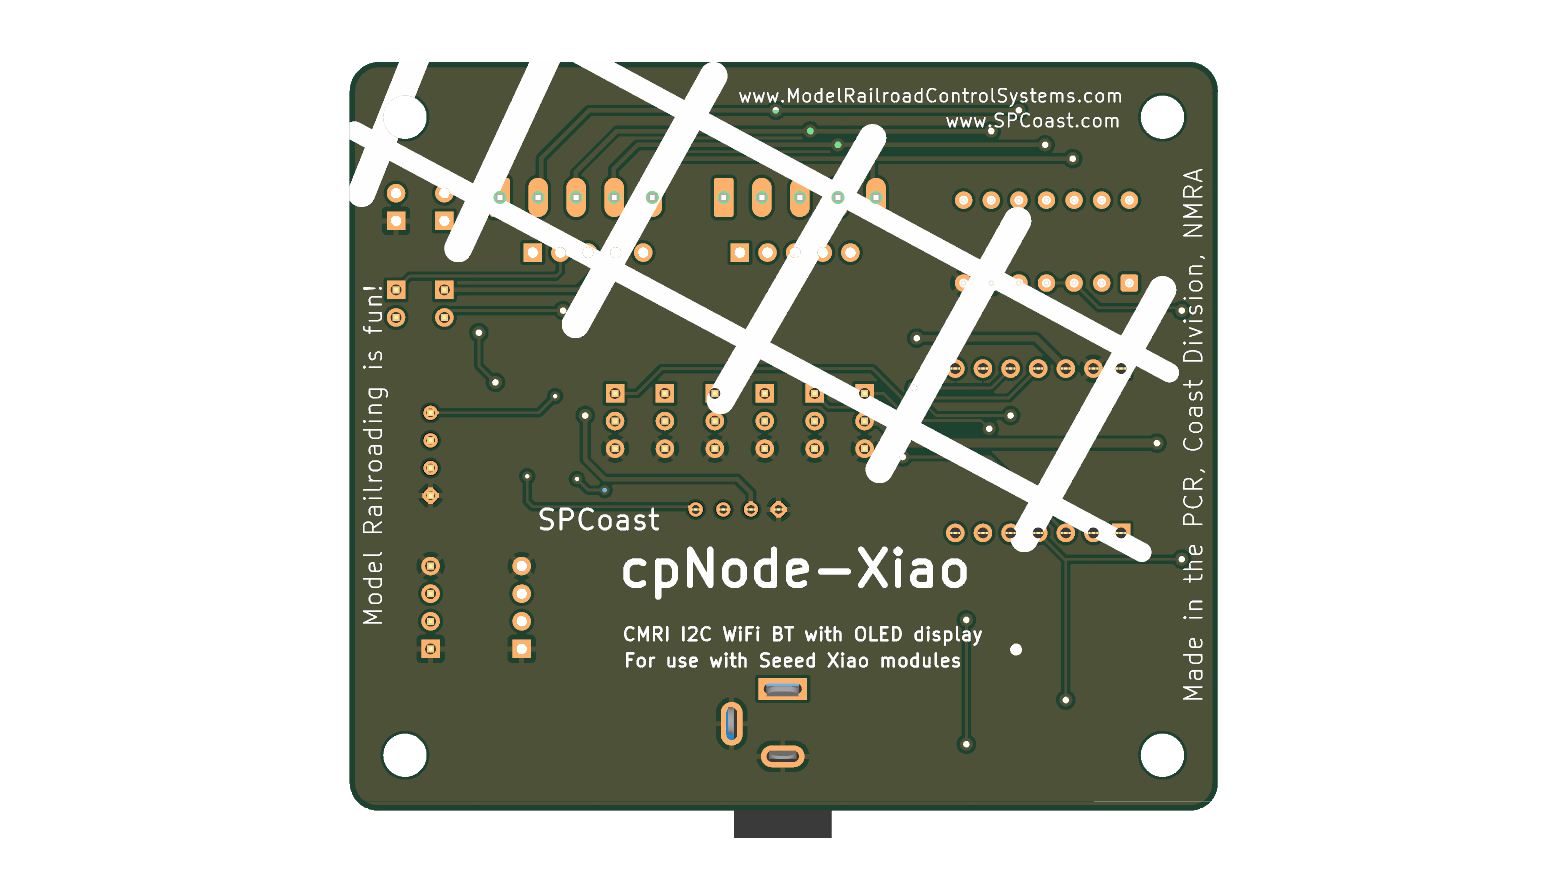 www.ModelRailroadControlSystems.com
www.SPCoast.com
Model Railroading is fun!
Made in the PCR, Coast Division, NMRA
SPCoast
cpNode-Xiao
CMRI I2C WiFi BT with OLED display
For use with Seeed Xiao modules